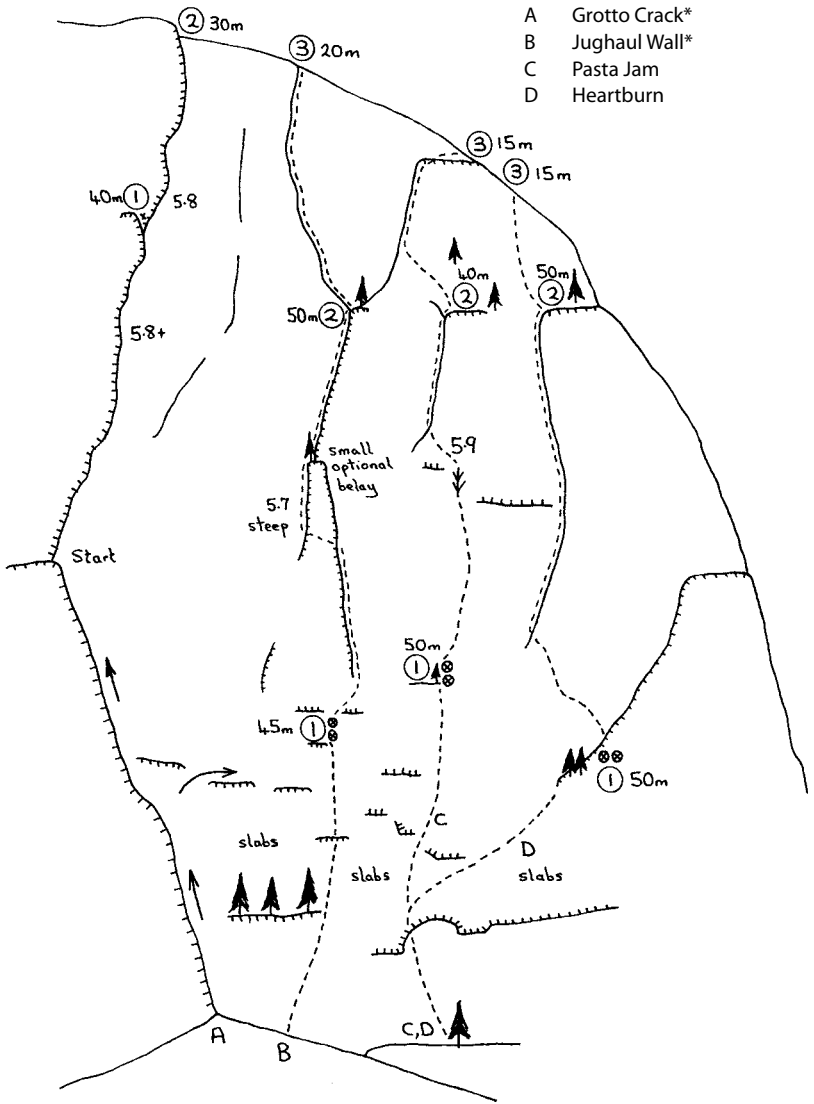 A Grotto Crack*
B Jughaul Wall*
C Pasta Jam
D Heartburn
② 30m
③ 20m
③ 15m
③ 15m
40m ①
5.8
40m
②
50m
②
50m ②
5.8+
small
optional
belay
5.9
5.7
steep
Start
50m
①
45m ①
① 50m
C
D
slabs
slabs
slabs
C,D
A
B